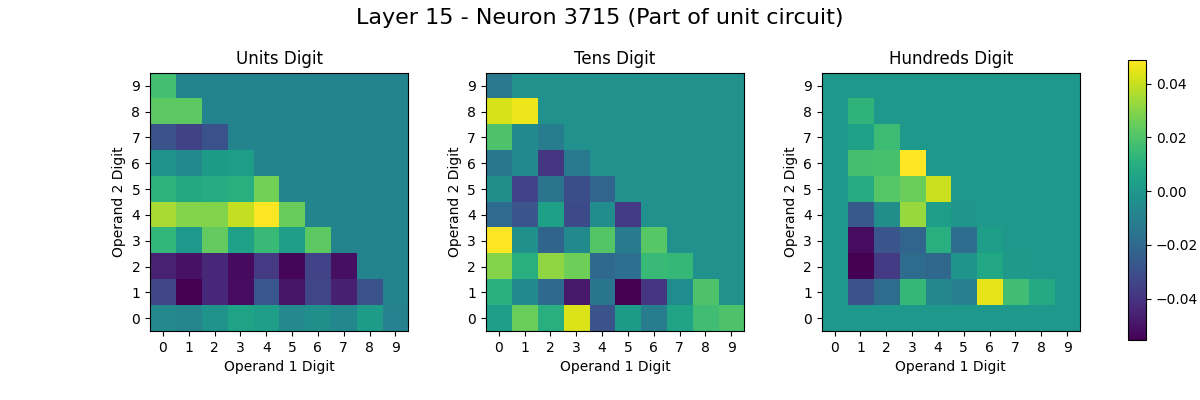 Layer 15 - Neuron 3715 (Part of unit circuit)
Units Digit
Tens Digit
Hundreds Digit
Operand 2 Digit
9
8
7
6
5
4
3
2
1
0
0 1 2 3 4 5 6 7 8 9
Operand 1 Digit
Operand 2 Digit
9
8
7
6
5
4
3
2
1
0
0 1 2 3 4 5 6 7 8 9
Operand 1 Digit
Operand 2 Digit
9
8
7
6
5
4
3
2
1
0
0 1 2 3 4 5 6 7 8 9
Operand 1 Digit
0.04
0.02
0.00
−0.02
−0.04